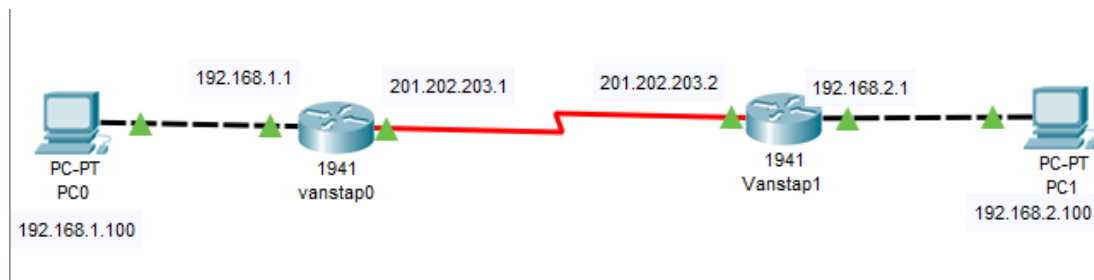 192.168.1.1
201.202.203.1
201.202.203.2
192.168.2.1
PC-PT
PC0
192.168.1.100
1941
vanstap0
1941
Vanstap1
PC-PT
PC1
192.168.2.100